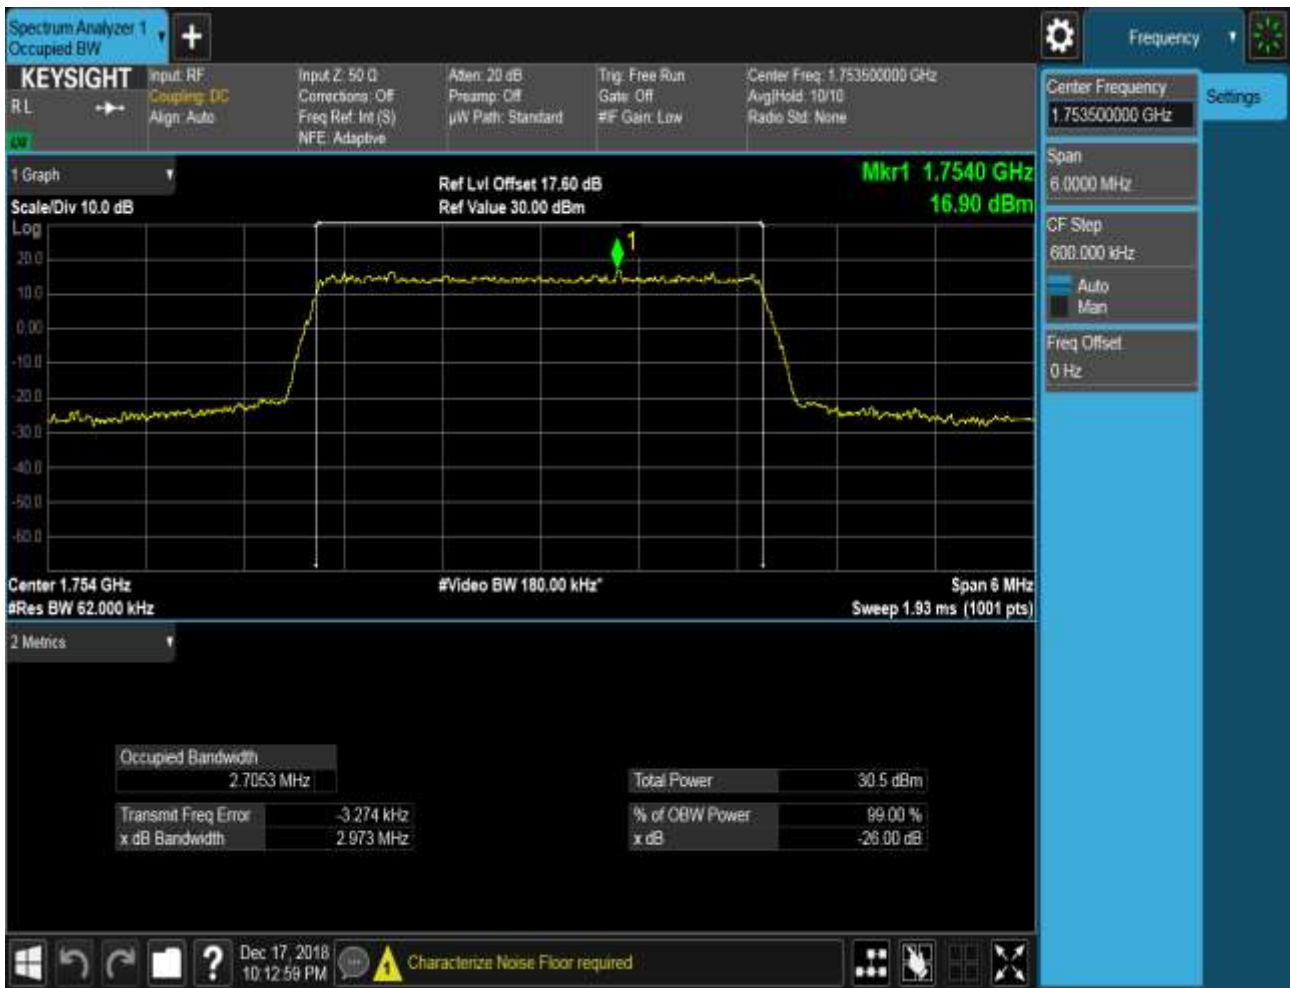 Spectrum Analyzer 1
Occupied BW
Frequency
KEYSIGHT
R L
Input: RF
Coupling: DC
Align: Auto
Input Z: 50 Ω
Corrections: Off
Freq Ref: Int (S)
NFE: Adaptive
Atten: 20 dB
Preamp: Off
µW Path: Standard
Trig: Free Run
Gate: Off
#IF Gain: Low
Center Freq: 1.753500000 GHz
Avg|Hold: 10/10
Radio Std: None
Center Frequency
1.753500000 GHz
Settings
Span
6.0000 MHz
CF Step
600.000 kHz
Auto
Man
Freq Offset
0 Hz
1 Graph
Scale/Div 10.0 dB
Ref Lvl Offset 17.60 dB
Ref Value 30.00 dBm
Mkr1 1.7540 GHz
16.90 dBm
Log
1
20.0
10.0
0.00
-10.0
-20.0
-30.0
-40.0
-50.0
-60.0
Center 1.754 GHz
#Res BW 62.000 kHz
#Video BW 180.00 kHz*
Span 6 MHz
Sweep 1.93 ms (1001 pts)
2 Metrics
Occupied Bandwidth
2.7053 MHz
Total Power 30.5 dBm
Transmit Freq Error -3.274 kHz
% of OBW Power 99.00 %
x dB Bandwidth 2.973 MHz
x dB -26.00 dB
?
Dec 17, 2018
10:12:59 PM
1
Characterize Noise Floor required